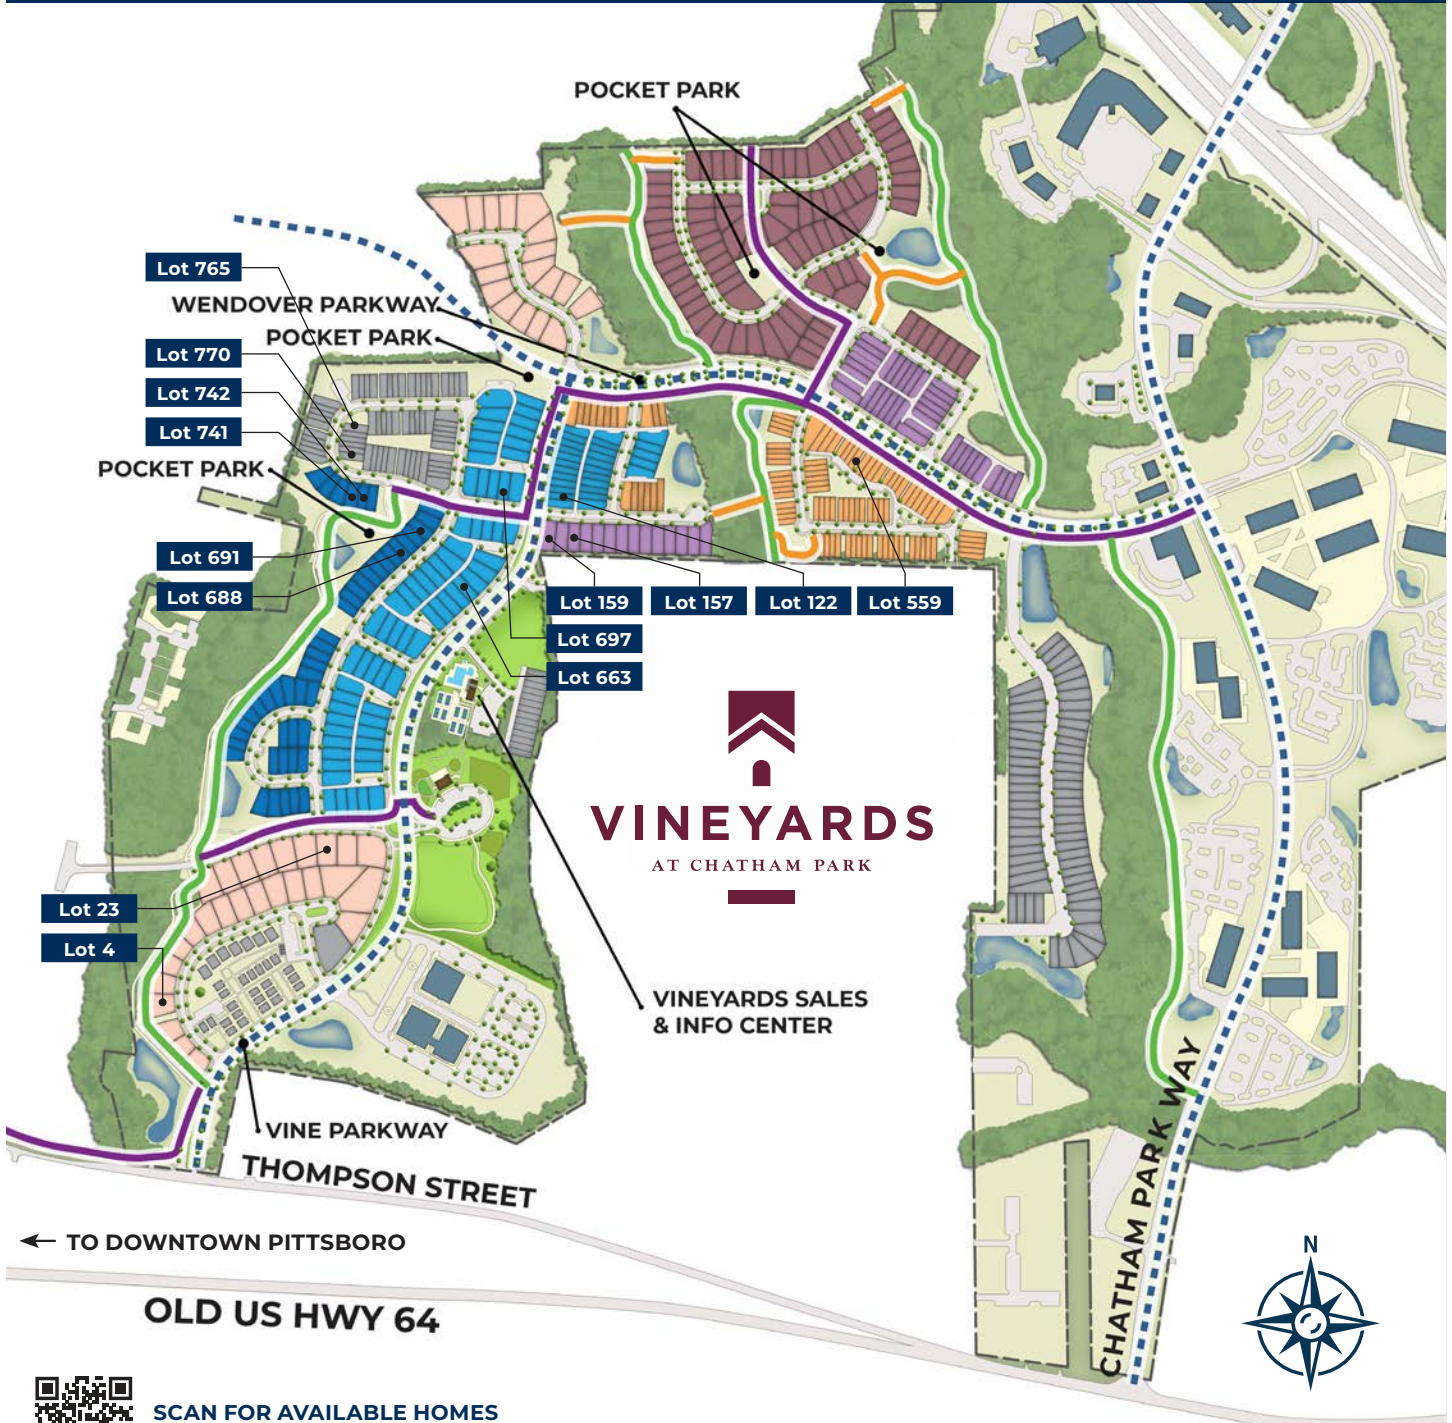 POCKET PARK
Lot 765
WENDOVER PARKWAY
POCKET PARK
Lot 770
Lot 742
Lot 741
POCKET PARK
Lot 691
Lot 688
Lot 159
Lot 157
Lot 122
Lot 559
Lot 697
Lot 663
VINEYARDS
AT CHATHAM PARK
Lot 23
Lot 4
VINEYARDS SALES
& INFO CENTER
VINE PARKWAY
THOMPSON STREET
CHATHAM PARK WAY
TO DOWNTOWN PITTSBORO
OLD US HWY 64
N
SCAN FOR AVAILABLE HOMES